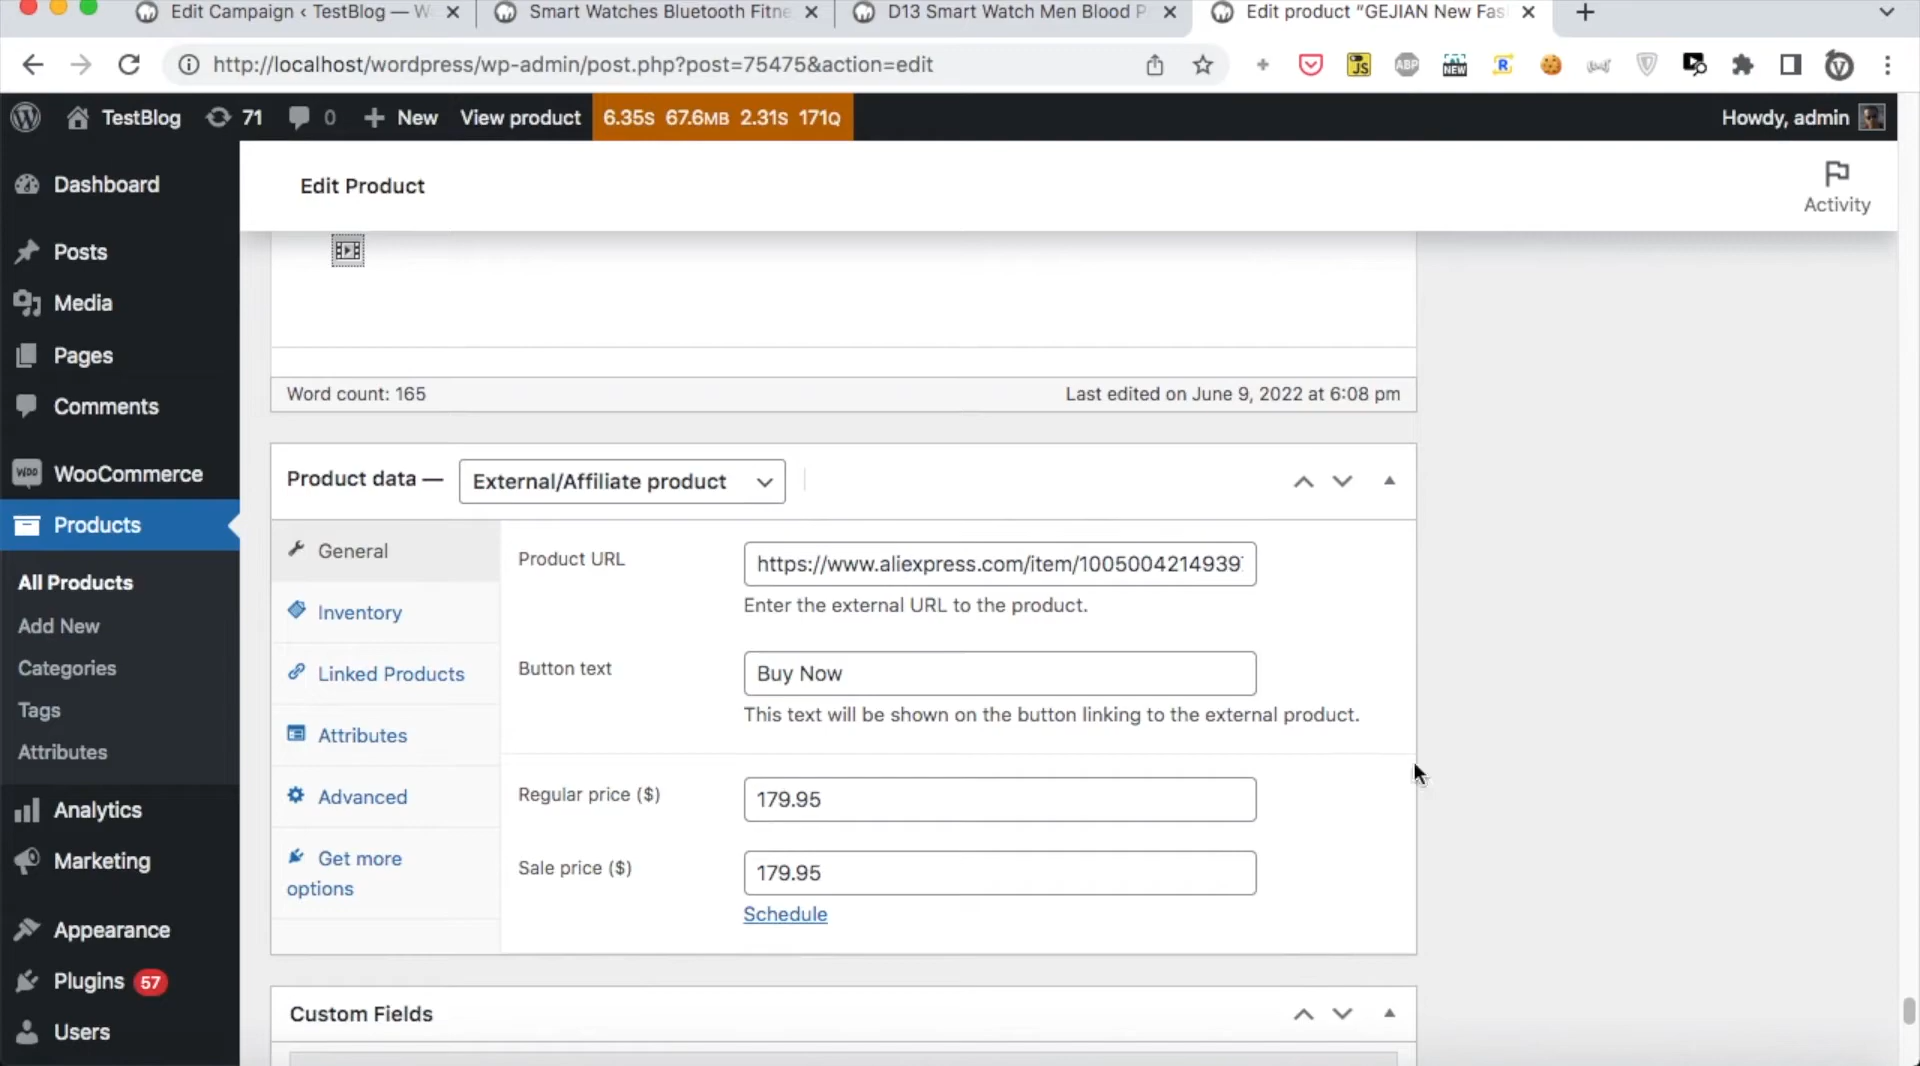 Edit Campaign ‹ TestBlog — W
Smart Watches Bluetooth Fitne
D13 Smart Watch Men Blood P
Edit product “GEJIAN New Fas
http://localhost/wordpress/wp-admin/post.php?post=75475&action=edit
JS
ABP
NEW
R
TestBlog
71
0
New
View product
6.35S 67.6MB 2.31S 171Q
Howdy, admin
Dashboard
Posts
Media
Pages
Comments
WooCommerce
Products
All Products
Add New
Categories
Tags
Attributes
Analytics
Marketing
Appearance
Plugins 57
Users
Edit Product
Activity
Word count: 165
Last edited on June 9, 2022 at 6:08 pm
Product data —
External/Affiliate product
General
Inventory
Linked Products
Attributes
Advanced
Get more
options
Product URL
https://www.aliexpress.com/item/1005004214939
Enter the external URL to the product.
Button text
Buy Now
This text will be shown on the button linking to the external product.
Regular price ($)
179.95
Sale price ($)
179.95
Schedule
Custom Fields